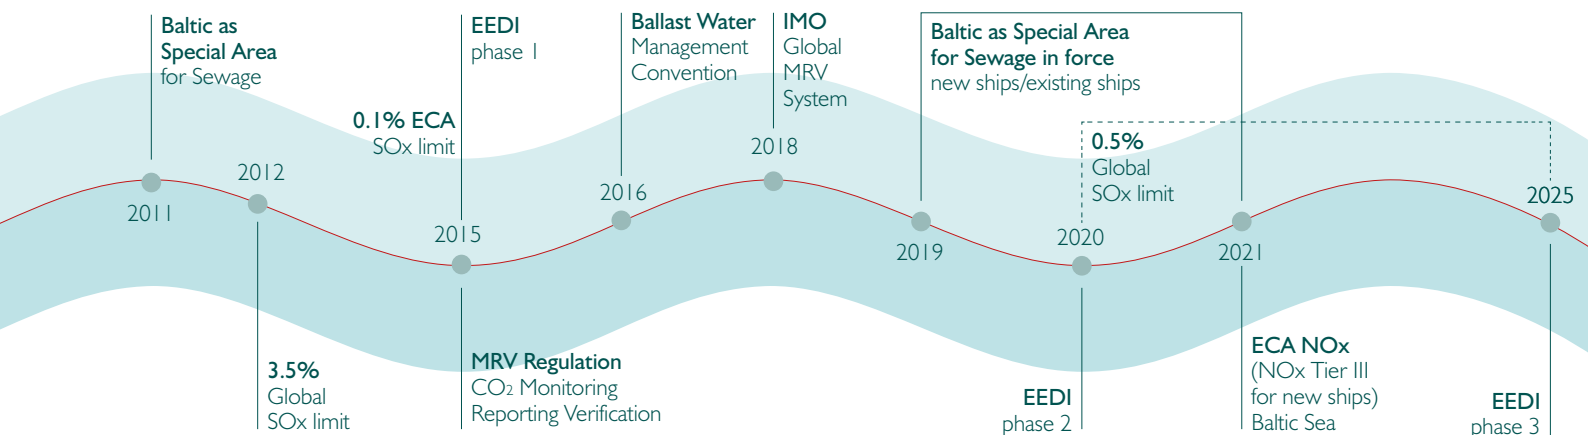 Baltic as
Special Area
for Sewage
2011
2012
3.5%
Global
SOx limit
EEDI
phase 1
0.1% ECA
SOx limit
2015
MRV Regulation
CO₂ Monitoring
Reporting Verification
Ballast Water
Management
Convention
2016
IMO
Global
MRV
System
2018
Baltic as Special Area
for Sewage in force
new ships/existing ships
2019
0.5%
Global
SOx limit
2020
EEDI
phase 2
2021
ECA NOx
(NOx Tier III
for new ships)
Baltic Sea
2025
EEDI
phase 3